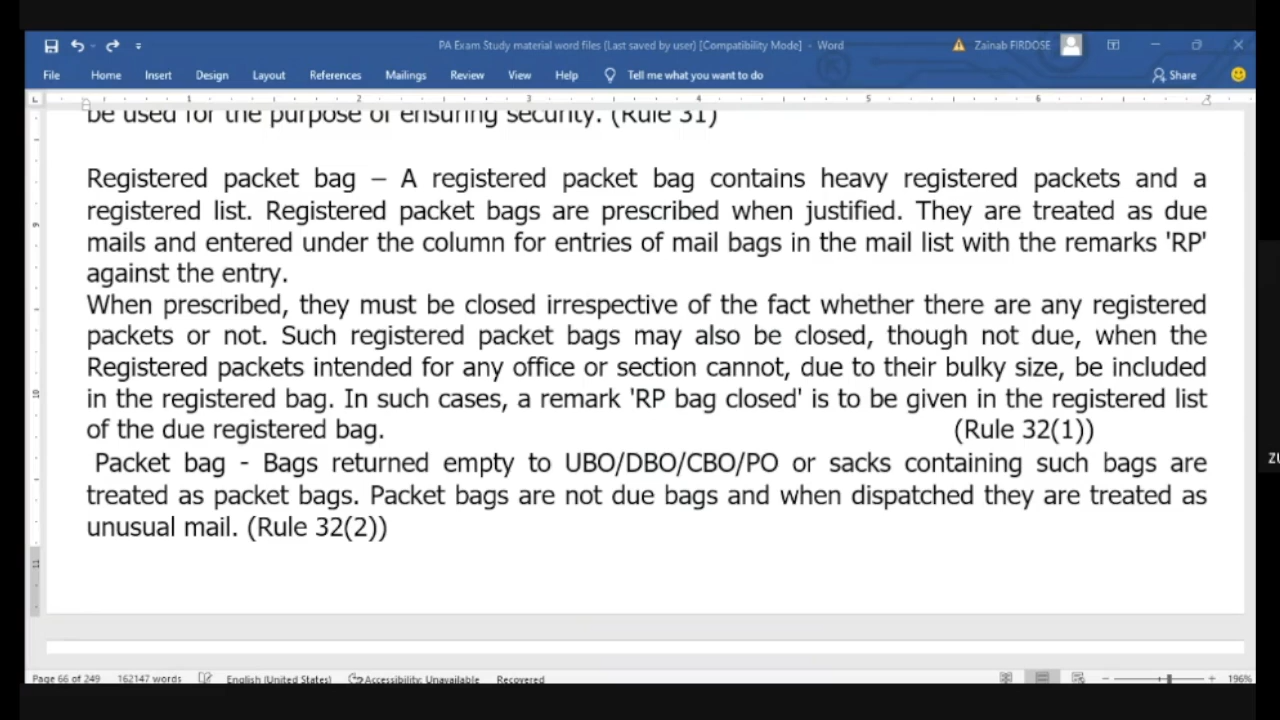 PA Exam Study material word files (Last saved by user) [Compatibility Mode] - Word
Zainab FIRDOSE
File Home Insert Design Layout References Mailings Review View Help Tell me what you want to do Share
1 2 3 4 5 6 7
be used for the purpose of ensuring security. (Rule 31)
Registered packet bag – A registered packet bag contains heavy registered packets and a
registered list. Registered packet bags are prescribed when justified. They are treated as due
mails and entered under the column for entries of mail bags in the mail list with the remarks 'RP'
against the entry.
When prescribed, they must be closed irrespective of the fact whether there are any registered
packets or not. Such registered packet bags may also be closed, though not due, when the
Registered packets intended for any office or section cannot, due to their bulky size, be included
in the registered bag. In such cases, a remark 'RP bag closed' is to be given in the registered list
of the due registered bag. (Rule 32(1))
Packet bag - Bags returned empty to UBO/DBO/CBO/PO or sacks containing such bags are
treated as packet bags. Packet bags are not due bags and when dispatched they are treated as
unusual mail. (Rule 32(2))
9
10
11
Page 66 of 249 162147 words English (United States) Accessibility: Unavailable Recovered 196%